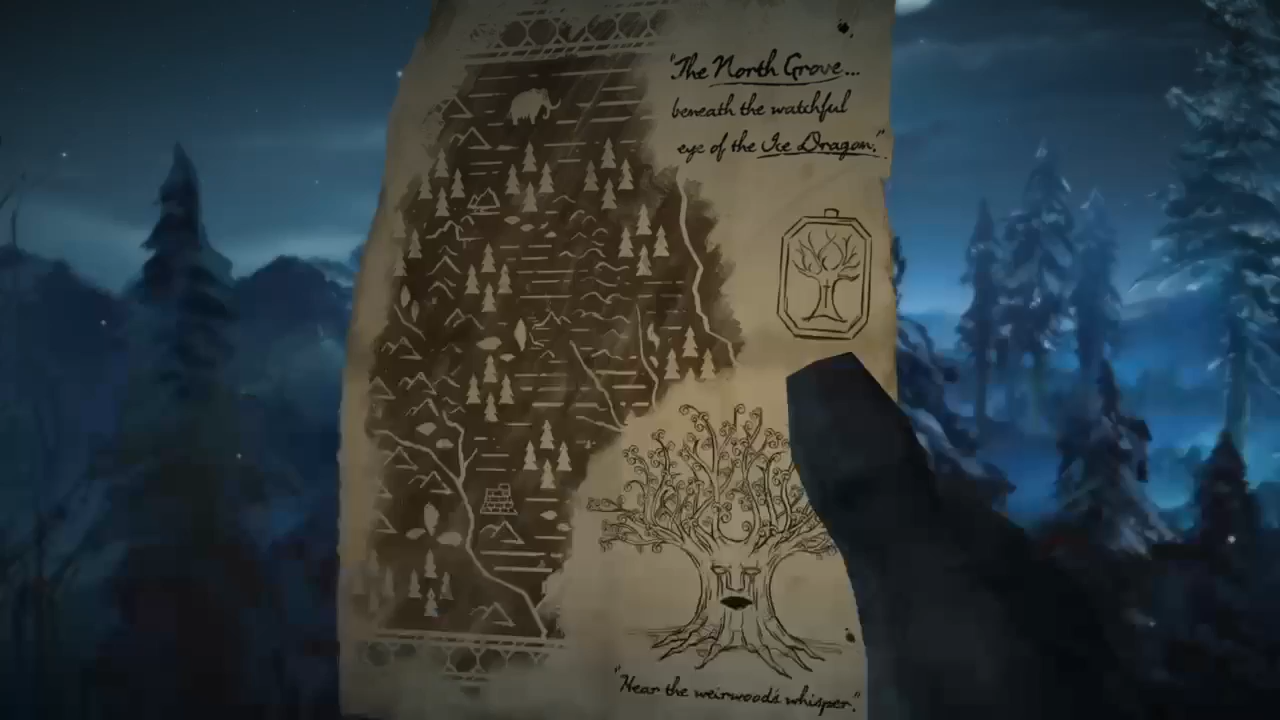 "The North Grove...
beneath the watchful
eye of the Ice Dragon."
"Hear the weirwood's whisper."